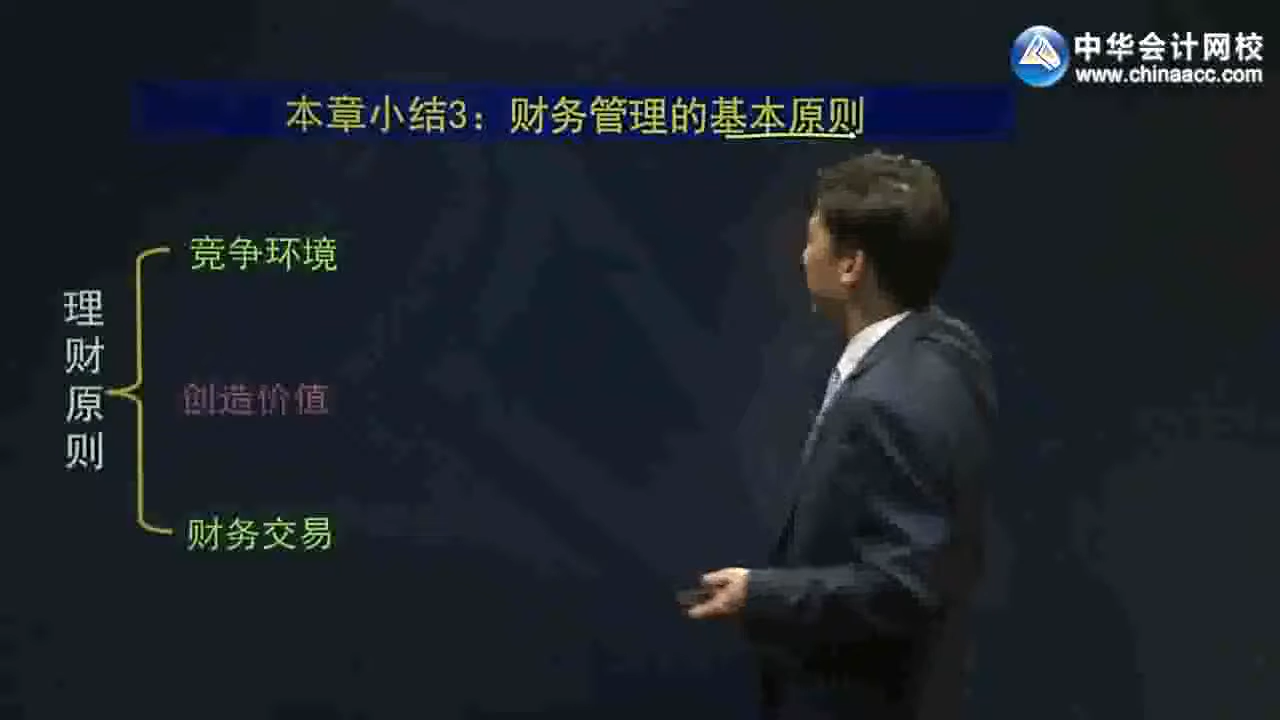 中华会计网校
www.chinaacc.com
本章小结3：财务管理的基本原则
竞争环境
理财原则
创造价值
财务交易